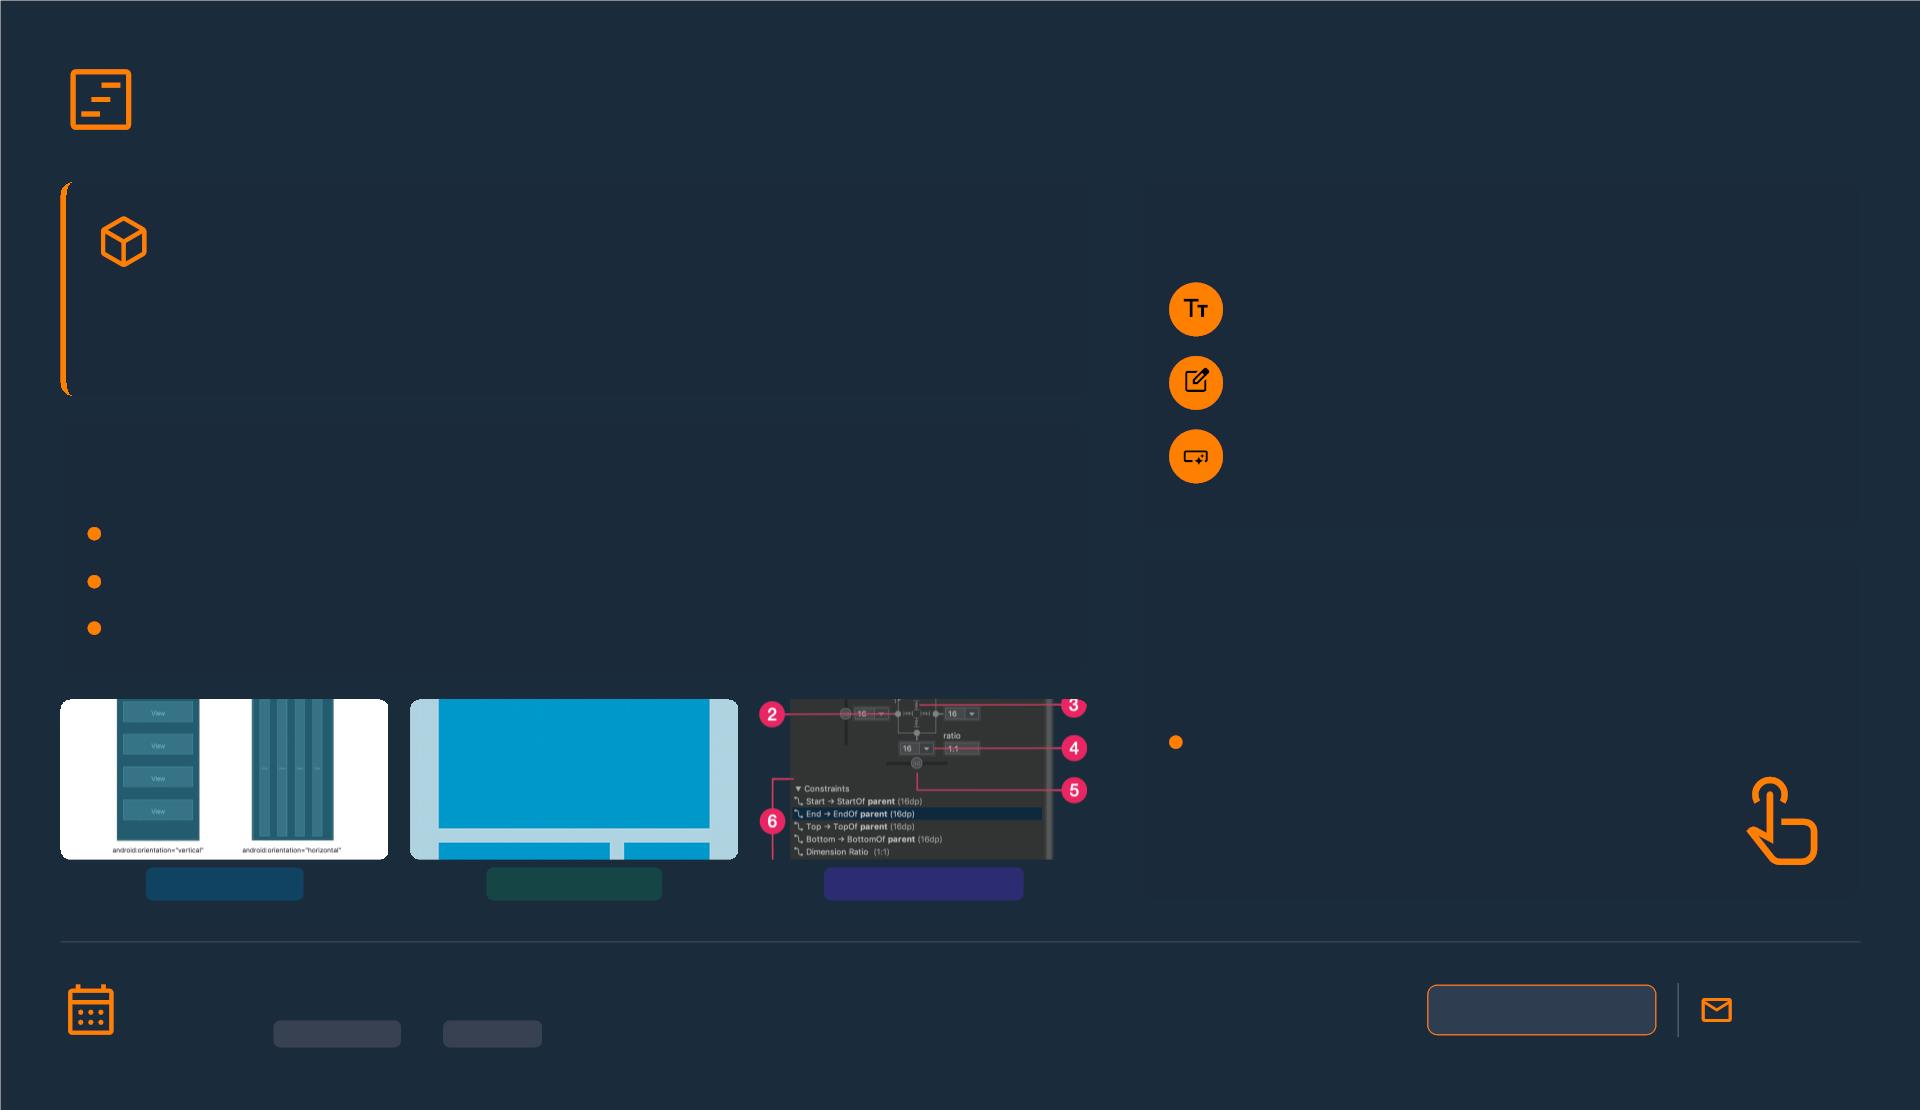 TT
View
View
View
View
android:orientation="vertical"
android:orientation="horizontal"
2
16
16
3
ratio
16
1:1
4
5
6
Constraints
Start → StartOf parent (16dp)
End → EndOf parent (16dp)
Top → TopOf parent (16dp)
Bottom → BottomOf parent (16dp)
Dimension Ratio (1:1)